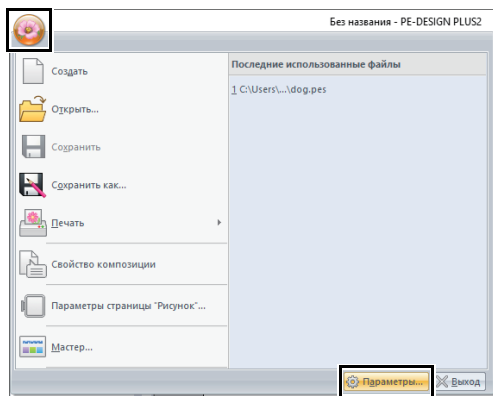 Без названия - PE-DESIGN PLUS2
Создать
Открыть...
Сохранить
Сохранить как...
Печать
Свойство композиции
Параметры страницы "Рисунок"...
Мастер...
Последние использованные файлы
1 C:\Users\...\dog.pes
Параметры...
Выход